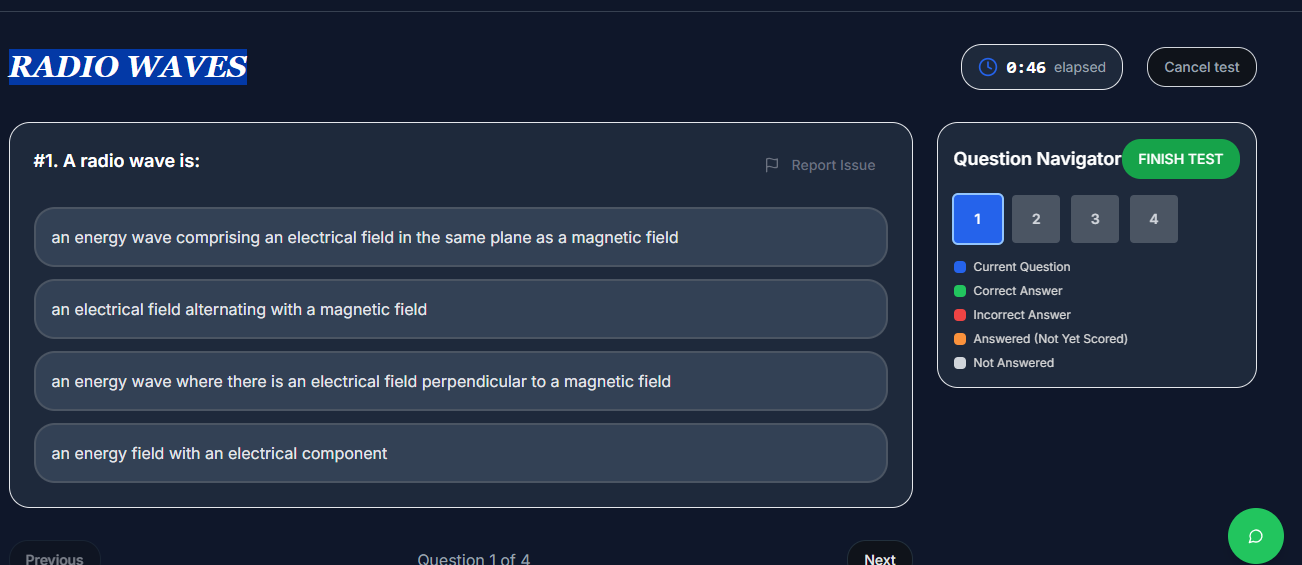 RADIO WAVES
0:46 elapsed
Cancel test
#1. A radio wave is:
Report Issue
an energy wave comprising an electrical field in the same plane as a magnetic field
an electrical field alternating with a magnetic field
an energy wave where there is an electrical field perpendicular to a magnetic field
an energy field with an electrical component
Previous
Question 1 of 4
Next
Question Navigator
FINISH TEST
1 2 3 4
Current Question
Correct Answer
Incorrect Answer
Answered (Not Yet Scored)
Not Answered